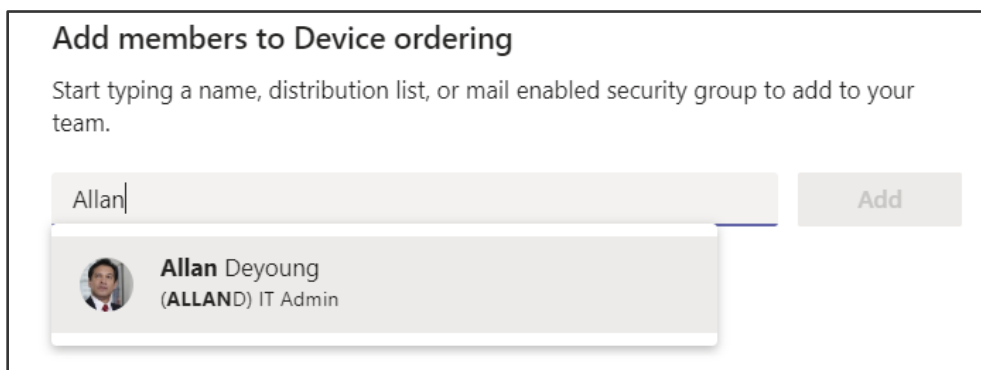 Add members to Device ordering
Start typing a name, distribution list, or mail enabled security group to add to your
team.
Allan
Add
Allan Deyoung
(ALLAND) IT Admin